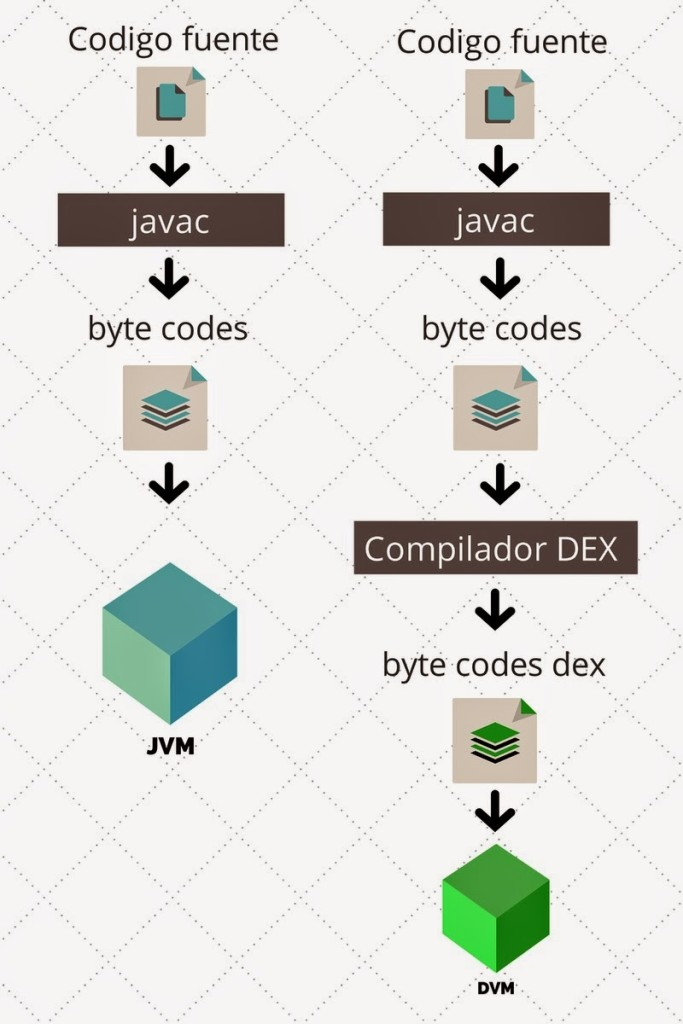 Codigo fuente
javac
byte codes
JVM
Codigo fuente
javac
byte codes
Compilador DEX
byte codes dex
DVM